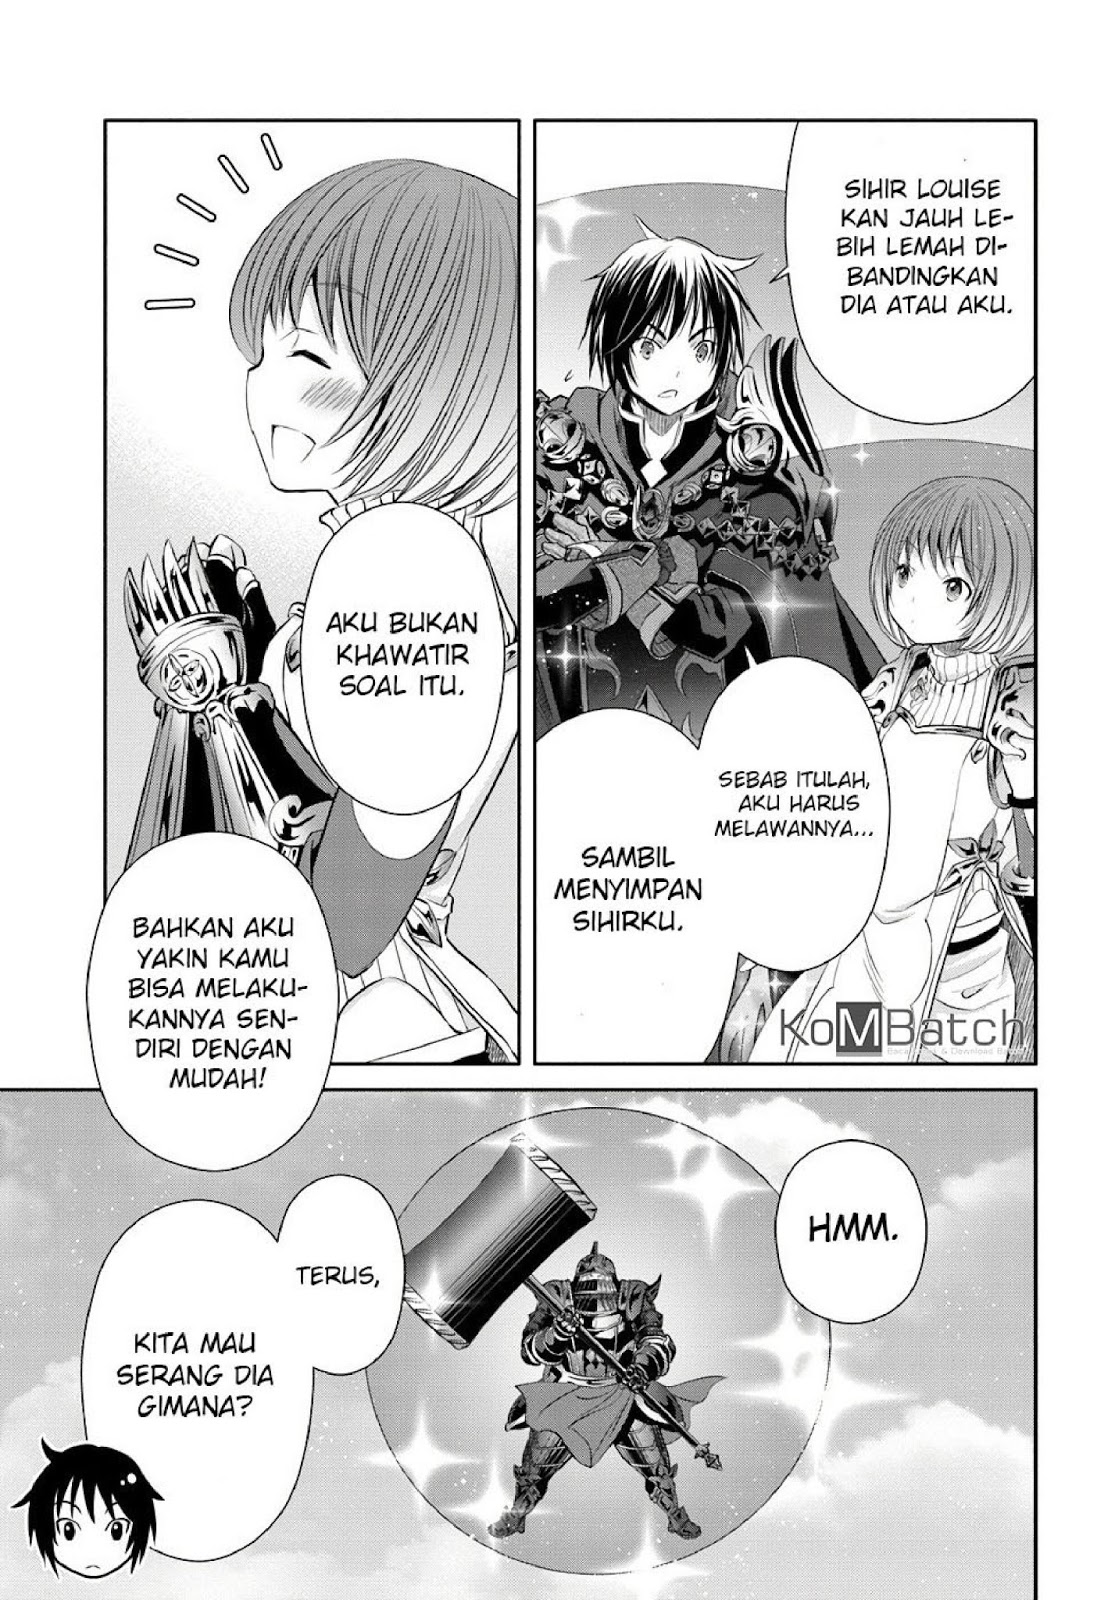 SIHIR LOUISE
KAN JAUH LE-
BIH LEMAH DI-
BANDINGKAN
DIA ATAU AKU.
SEBAB ITULAH,
AKU HARUS
MELAWANNYA...
SAMBIL
MENYIMPAN
SIHIRKU.
KoMBatch
AKU BUKAN
KHAWATIR
SOAL ITU.
BAHKAN AKU
YAKIN KAMU
BISA MELAKU-
KANNYA SEN-
DIRI DENGAN
MUDAH!
HMM.
TERUS,
KITA MAU
SERANG DIA
GIMANA?